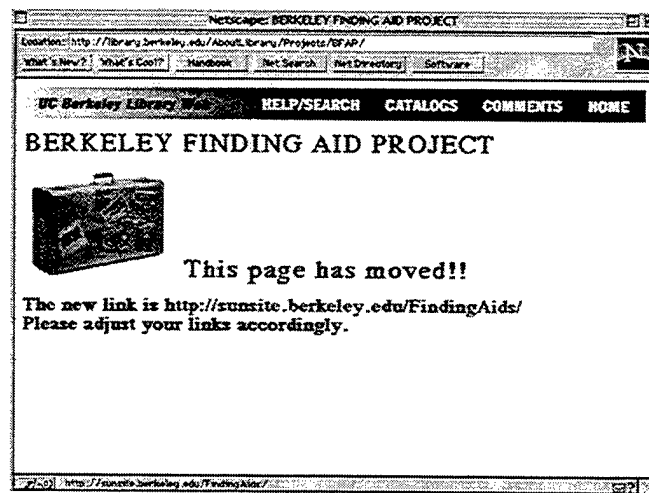 Netscape: BERKELEY FINDING AID PROJECT
Location: http://library.berkeley.edu/AboutLibrary/Projects/BFAP/
What's New? What's Cool? Handbook Net Search Net Directory Software
N
UC Berkeley Library Web HELP/SEARCH CATALOGS COMMENTS HOME
BERKELEY FINDING AID PROJECT
This page has moved!!
The new link is http://sunsite.berkeley.edu/FindingAids/
Please adjust your links accordingly.
http://sunsite.berkeley.edu/FindingAids/